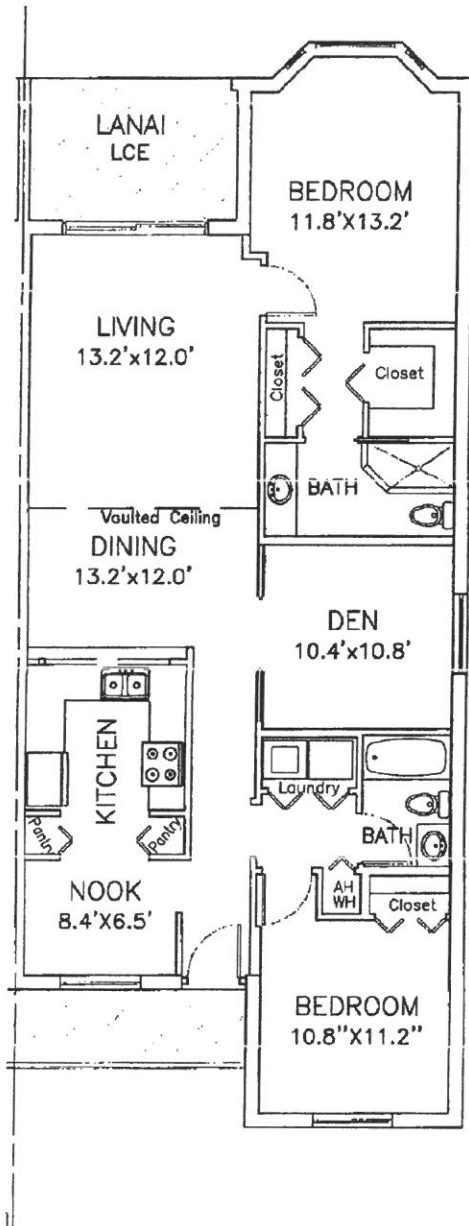 LANAI
LCE
BEDROOM
11.8'X13.2'
LIVING
13.2'x12.0'
Closet
Closet
BATH
Vaulted Ceiling
DINING
13.2'x12.0'
DEN
10.4'x10.8'
KITCHEN
Laundry
Pantry
Pantry
BATH
NOOK
8.4'X6.5'
AH
WH
Closet
BEDROOM
10.8"X11.2"